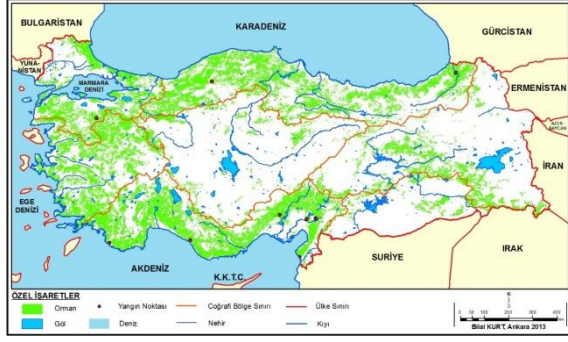 BULGARİSTAN
KARADENİZ
GÜRCİSTAN
YUNA-
NİSTAN
MARMARA
DENİZİ
ERMENİSTAN
İRAN
EGE
DENİZİ
AKDENİZ
K.K.T.C.
SURİYE
IRAK
ÖZEL İŞARETLER
Orman
Yangın Noktası
Coğrafi Bölge Sınırı
Ülke Sınırı
Göl
Deniz
Nehir
Kıyı
Bilal KURT, Ankara 2013